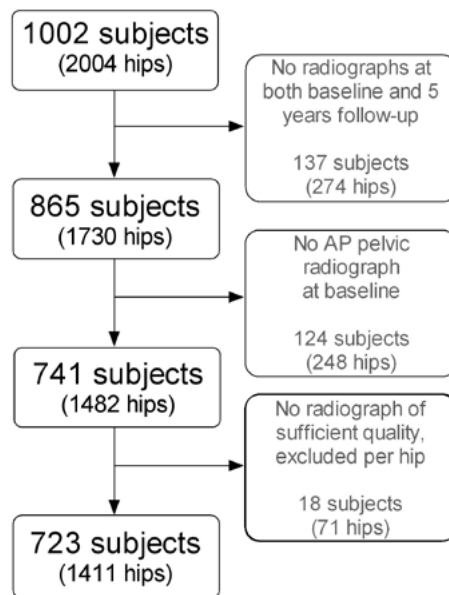 1002 subjects
(2004 hips)
No radiographs at
both baseline and 5
years follow-up
137 subjects
(274 hips)
865 subjects
(1730 hips)
No AP pelvic
radiograph
at baseline
124 subjects
(248 hips)
741 subjects
(1482 hips)
No radiograph of
sufficient quality,
excluded per hip
18 subjects
(71 hips)
723 subjects
(1411 hips)